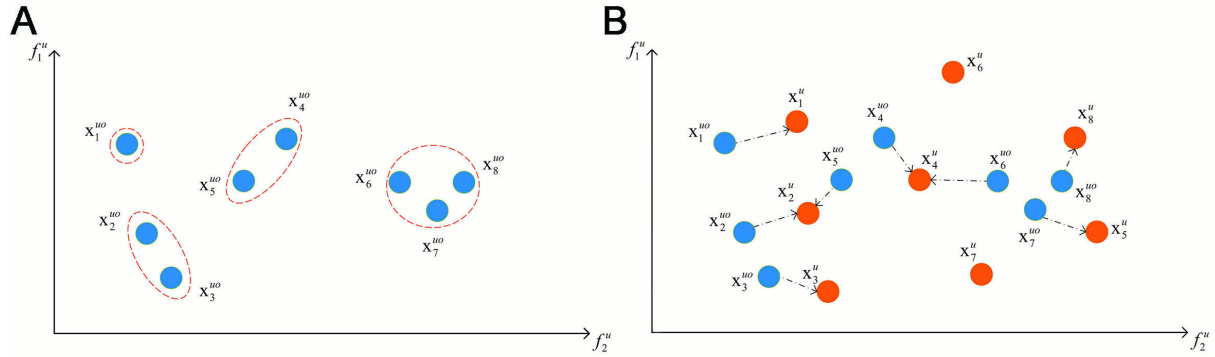 A
f₁ᵘ
x₁ᵘᵒ
x₄ᵘᵒ
x₅ᵘᵒ
x₆ᵘᵒ
x₈ᵘᵒ
x₇ᵘᵒ
x₂ᵘᵒ
x₃ᵘᵒ
f₂ᵘ
B
f₁ᵘ
x₆ᵘ
x₁ᵘ
x₄ᵘᵒ
x₈ᵘ
x₁ᵘᵒ
x₅ᵘᵒ
x₄ᵘ
x₆ᵘᵒ
x₂ᵘ
x₈ᵘᵒ
x₂ᵘᵒ
x₇ᵘᵒ
x₅ᵘ
x₇ᵘ
x₃ᵘᵒ
x₃ᵘ
f₂ᵘ